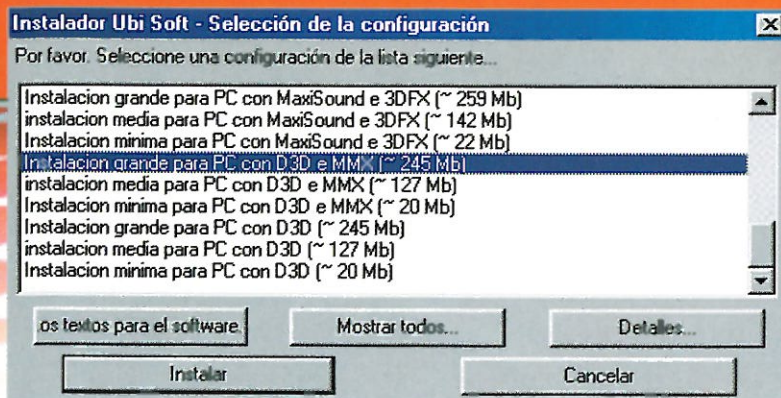 Instalador Ubi Soft - Selección de la configuración
Por favor. Seleccione una configuración de la lista siguiente...
Instalacion grande para PC con MaxiSound e 3DFX (~ 259 Mb)
instalacion media para PC con MaxiSound e 3DFX (~ 142 Mb)
Instalacion minima para PC con MaxiSound e 3DFX (~ 22 Mb)
Instalacion grande para PC con D3D e MMX (~ 245 Mb)
instalacion media para PC con D3D e MMX (~ 127 Mb)
Instalacion minima para PC con D3D e MMX (~ 20 Mb)
Instalacion grande para PC con D3D (~ 245 Mb)
instalacion media para PC con D3D (~ 127 Mb)
Instalacion minima para PC con D3D (~ 20 Mb)
os textos para el software. Mostrar todos... Detalles...
Instalar Cancelar